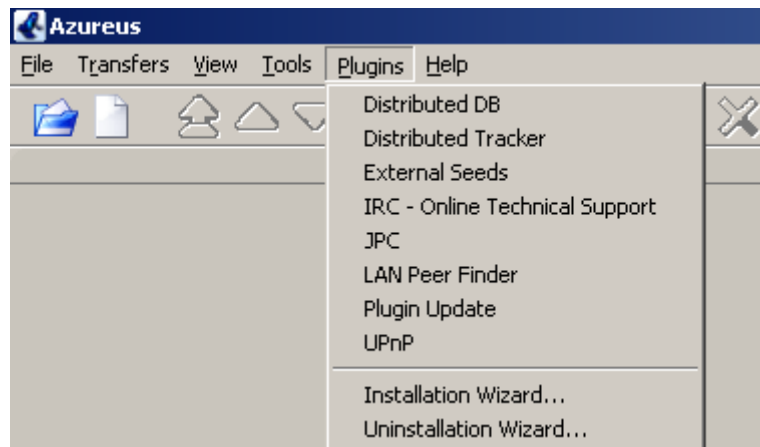 Azureus
File Transfers View Tools Plugins Help
Distributed DB
Distributed Tracker
External Seeds
IRC - Online Technical Support
JPC
LAN Peer Finder
Plugin Update
UPnP
Installation Wizard...
Uninstallation Wizard...